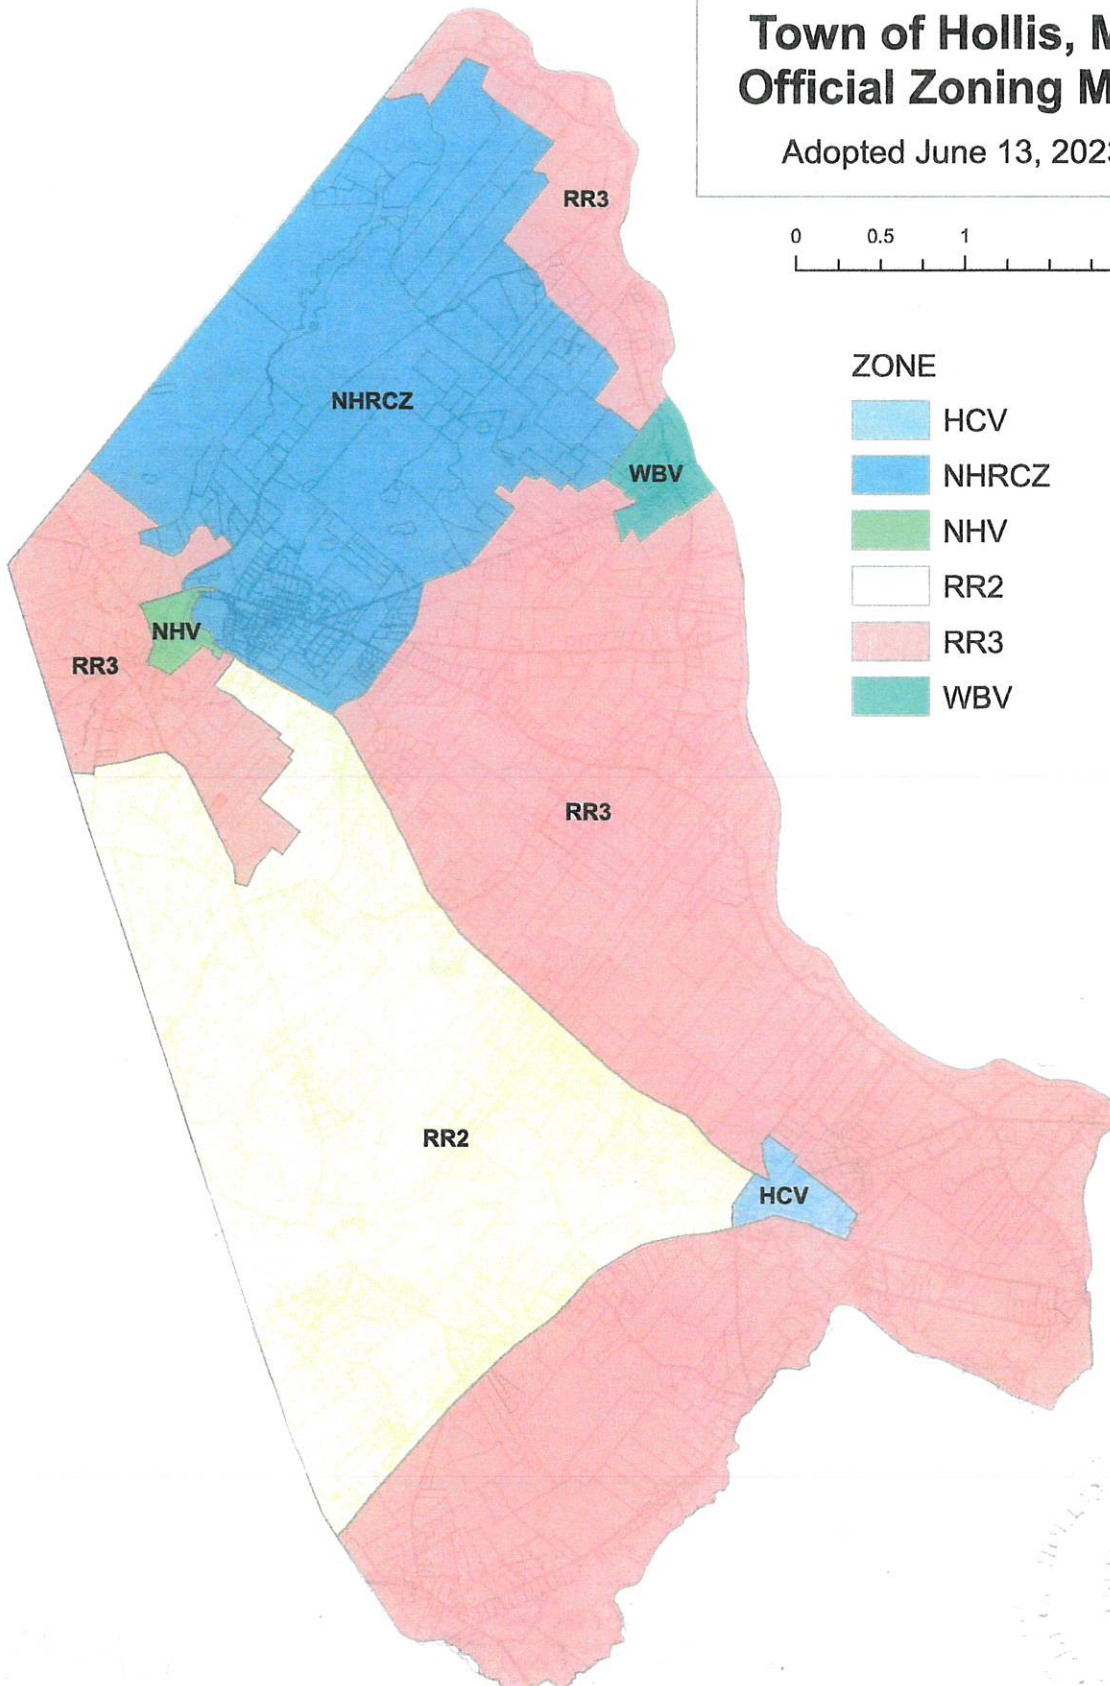 Town of Hollis, M
Official Zoning M
Adopted June 13, 2023
0 0.5 1
RR3
ZONE
HCV
NHRCZ
NHV
RR2
RR3
WBV
NHRCZ
WBV
NHV
RR3
RR3
RR2
HCV